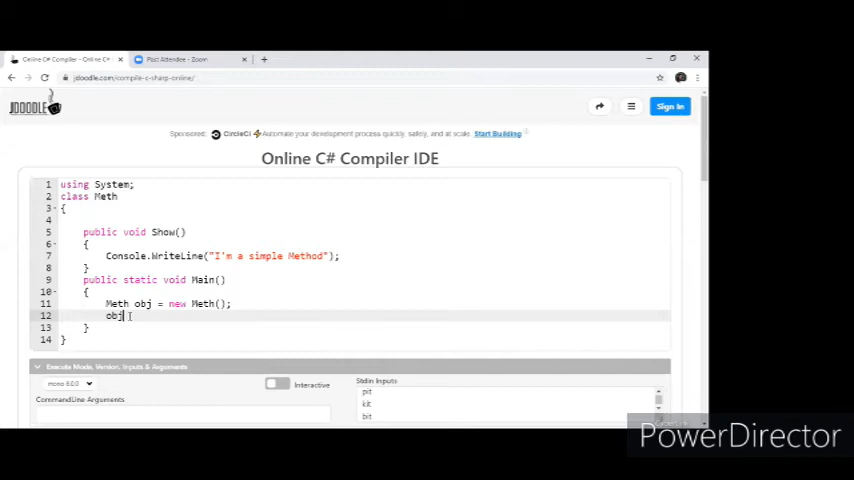 Online C# Compiler - Online C#
Post Attendee - Zoom
jdoodle.com/compile-c-sharp-online/
JDOODLE
Sign In
Sponsored: CircleCI ⚡Automate your development process quickly, safely, and at scale. Start Building
Online C# Compiler IDE
1 using System;
2 class Meth
3 {
4
5 public void Show()
6 {
7 Console.WriteLine("I'm a simple Method");
8 }
9 public static void Main()
10 {
11 Meth obj = new Meth();
12 obj
13 }
14 }
Execute Mode, Version, Inputs & Arguments
mono 6.0.0
Interactive
Stdin Inputs
pit
kit
bit
CommandLine Arguments
PowerDirector